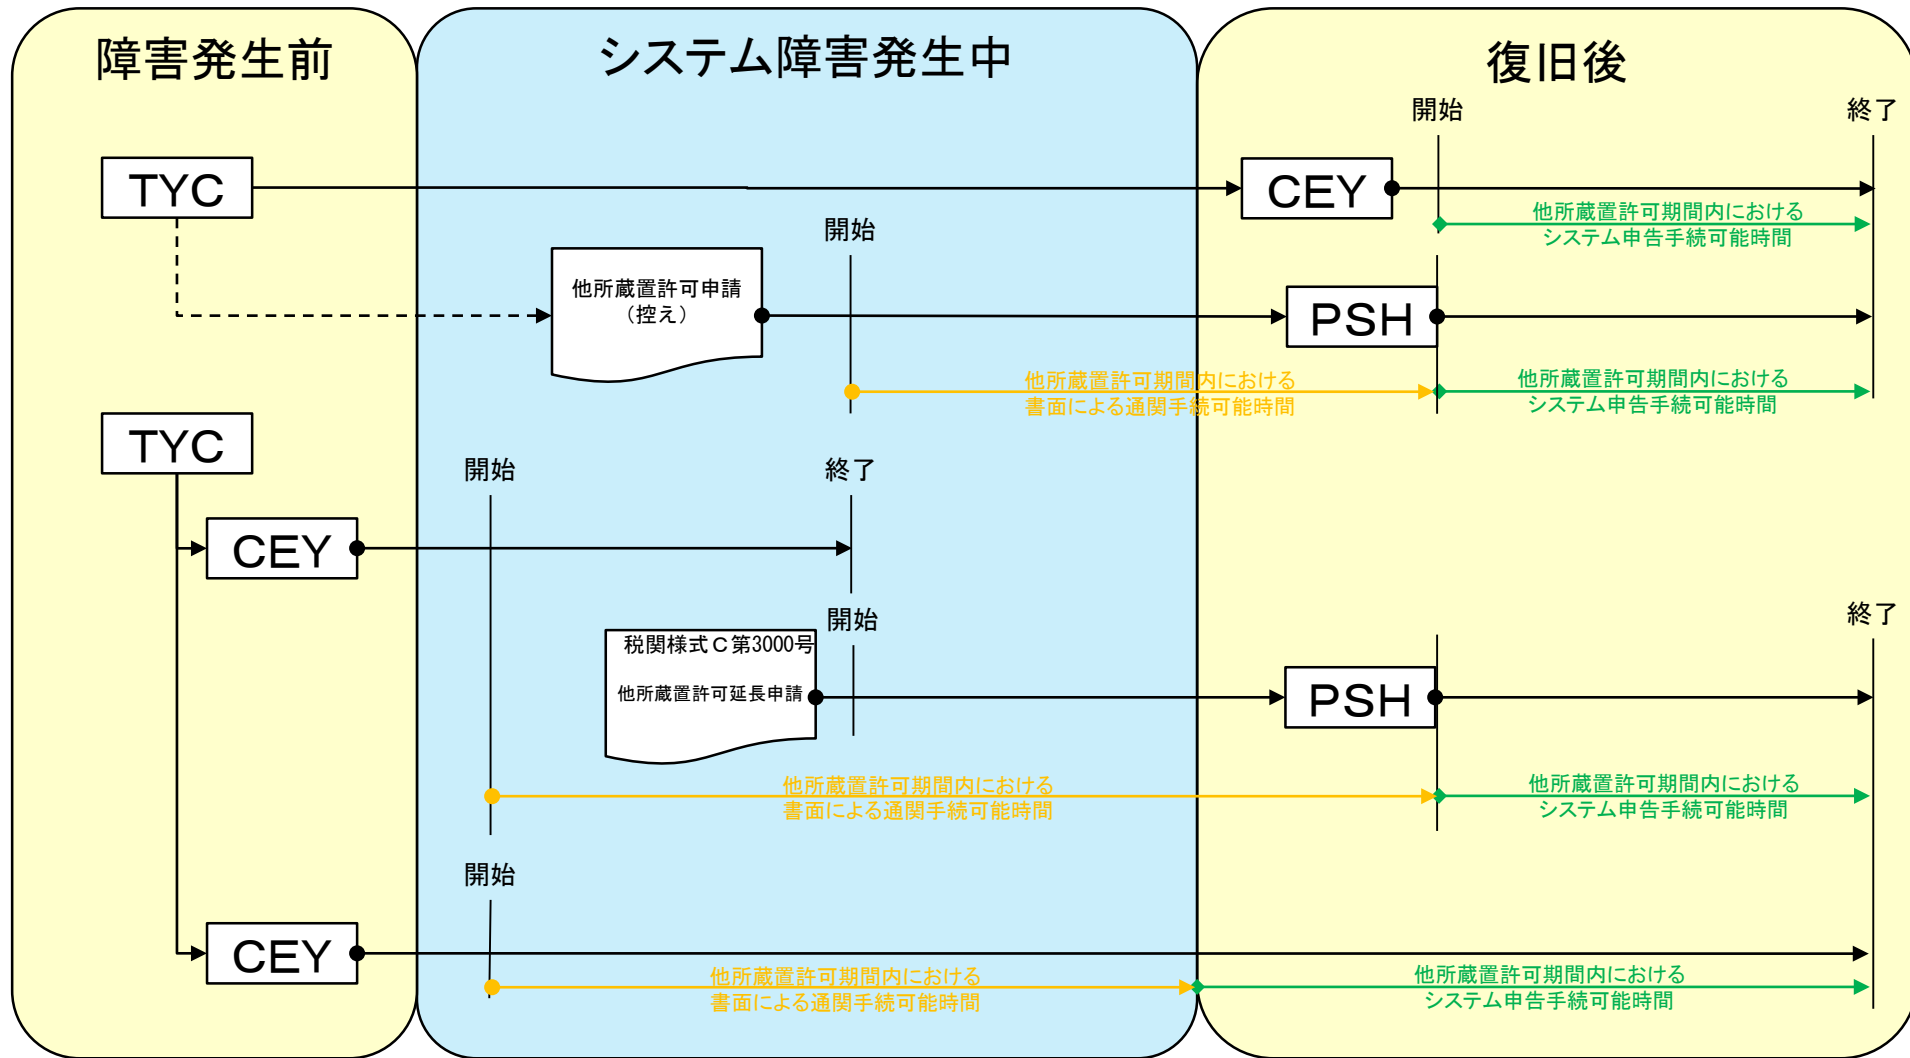 障害発生前
システム障害発生中
復旧後
開始
終了
TYC
CEY
他所蔵置許可期間内における
システム申告手続可能時間
開始
他所蔵置許可申請
（控え）
PSH
他所蔵置許可期間内における
書面による通関手続可能時間
他所蔵置許可期間内における
システム申告手続可能時間
TYC
開始
終了
CEY
開始
終了
税関様式Ｃ第3000号
他所蔵置許可延長申請
PSH
他所蔵置許可期間内における
書面による通関手続可能時間
他所蔵置許可期間内における
システム申告手続可能時間
開始
CEY
他所蔵置許可期間内における
書面による通関手続可能時間
他所蔵置許可期間内における
システム申告手続可能時間